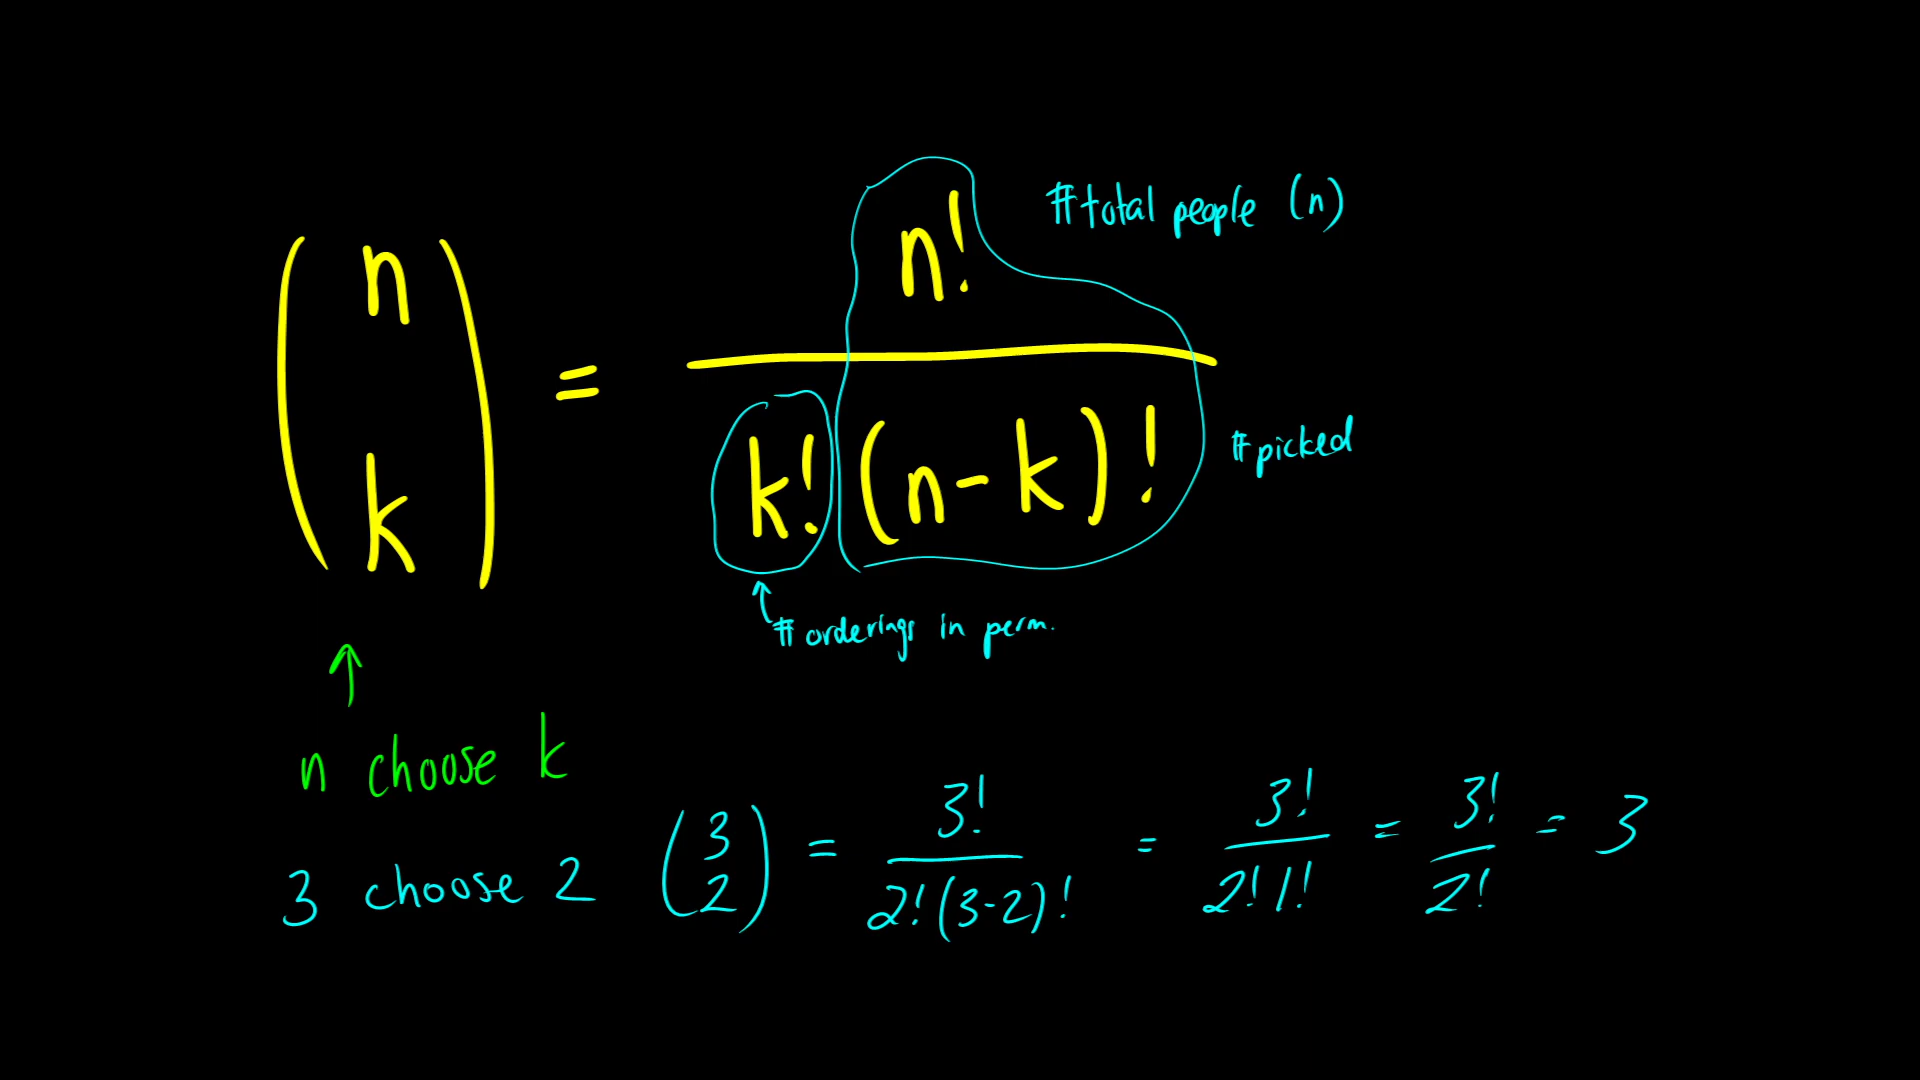 (n k) = n! / k!(n-k)!
#total people (n)
#picked
↑
#orderings in perm.
↑
n choose k
3 choose 2 (3 2) = 3! / 2!(3-2)! = 3! / 2!1! = 3! / 2! = 3